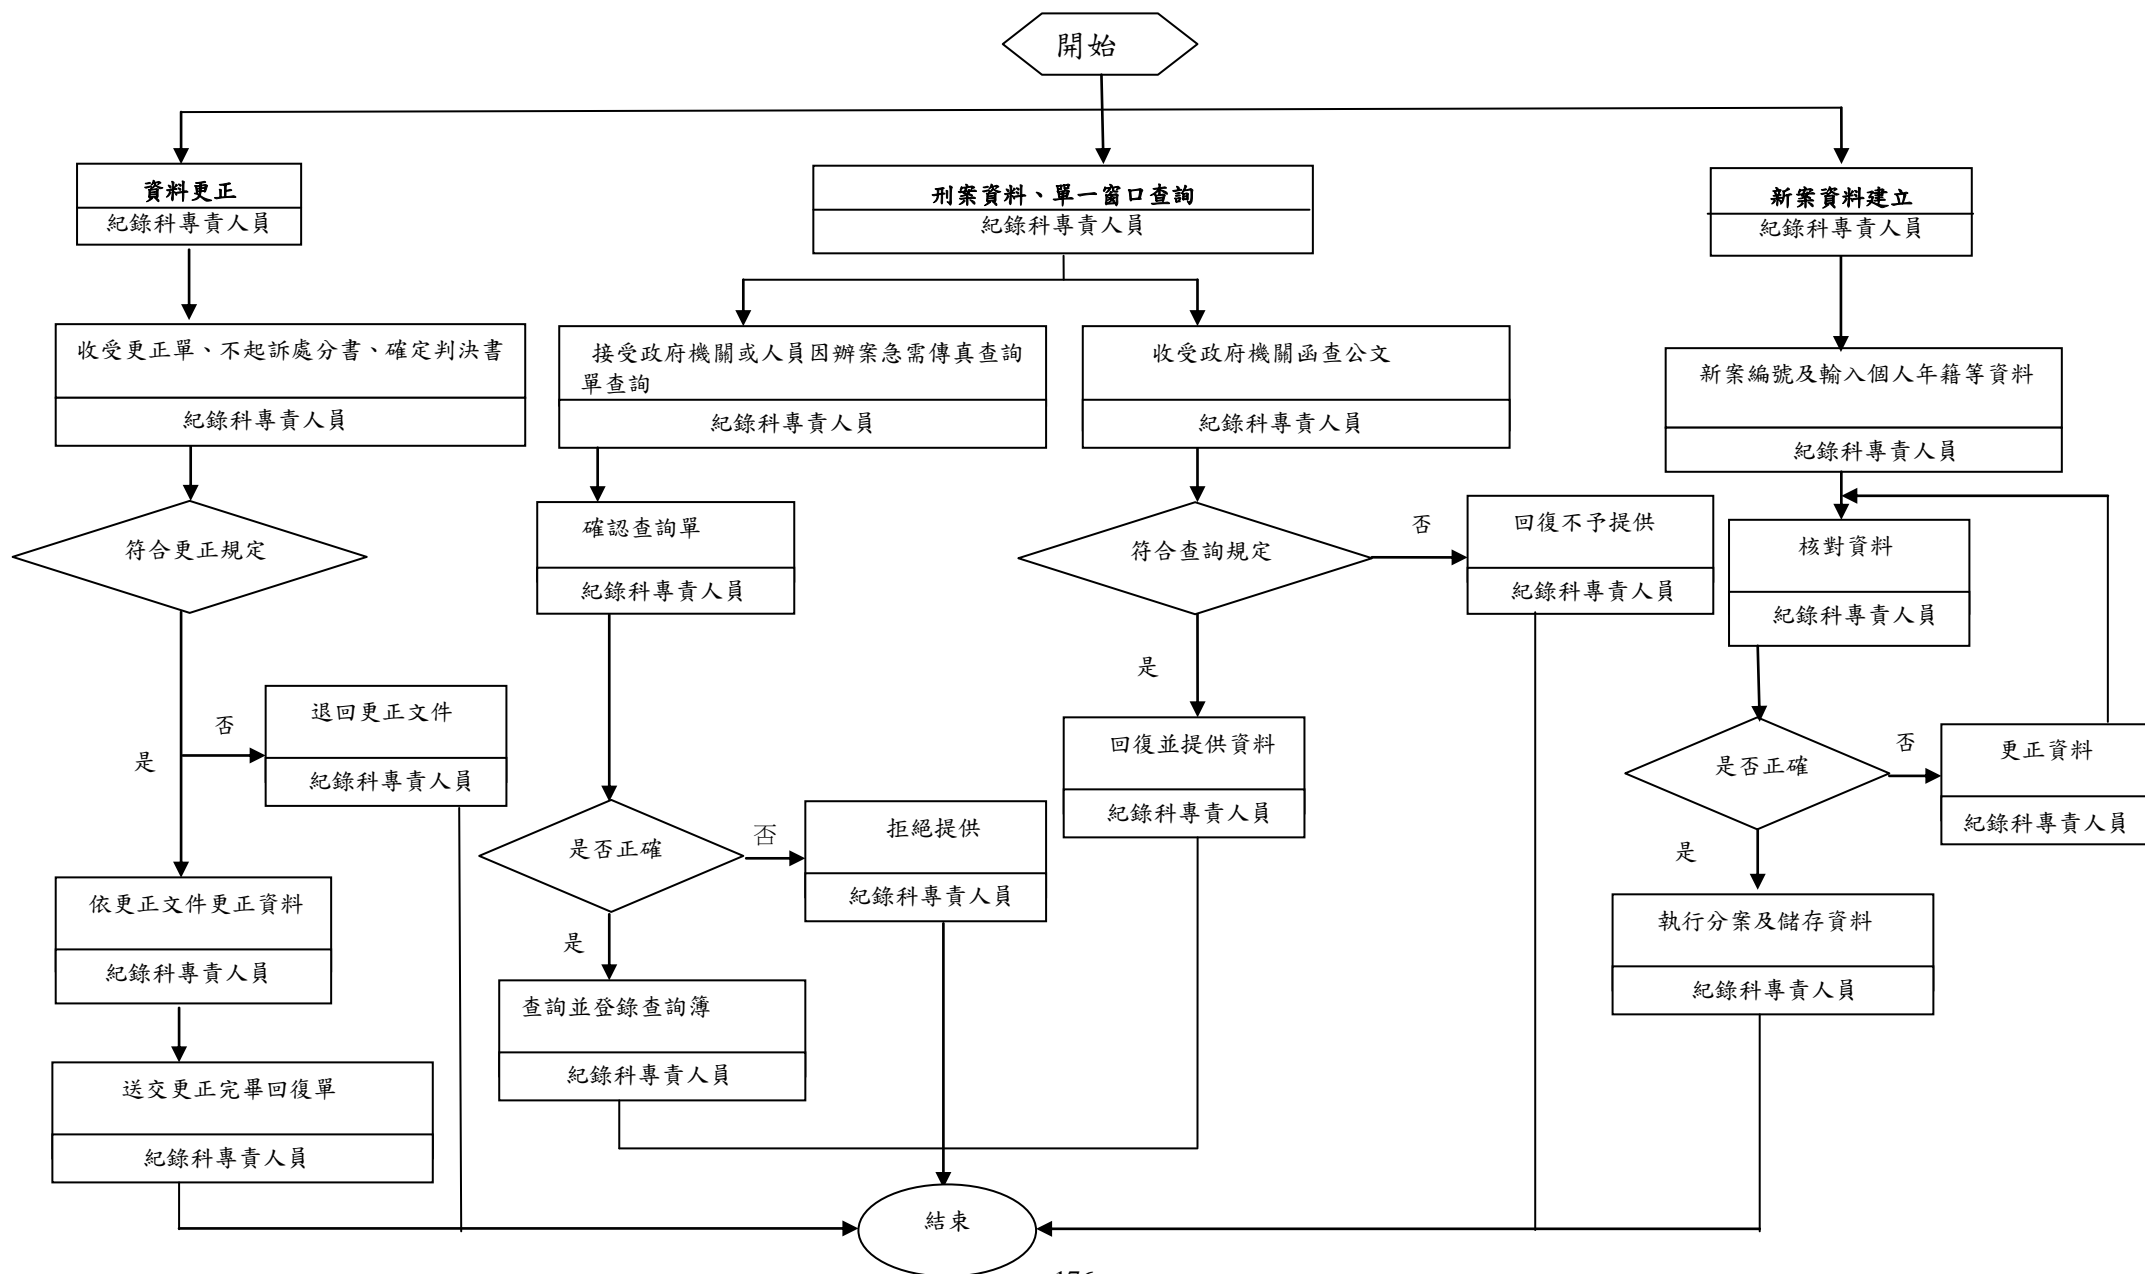 開始
資料更正
紀錄科專責人員
刑案資料、單一窗口查詢
紀錄科專責人員
新案資料建立
紀錄科專責人員
收受更正單、不起訴處分書、確定判決書
紀錄科專責人員
接受政府機關或人員因辦案急需傳真查詢
單查詢
紀錄科專責人員
收受政府機關函查公文
紀錄科專責人員
新案編號及輸入個人年籍等資料
紀錄科專責人員
符合更正規定
確認查詢單
紀錄科專責人員
符合查詢規定
否
回復不予提供
紀錄科專責人員
核對資料
紀錄科專責人員
是
否
退回更正文件
紀錄科專責人員
是
是
回復並提供資料
紀錄科專責人員
是否正確
否
更正資料
紀錄科專責人員
是否正確
否
拒絕提供
紀錄科專責人員
是
依更正文件更正資料
紀錄科專責人員
是
查詢並登錄查詢簿
紀錄科專責人員
執行分案及儲存資料
紀錄科專責人員
送交更正完畢回復單
紀錄科專責人員
結束